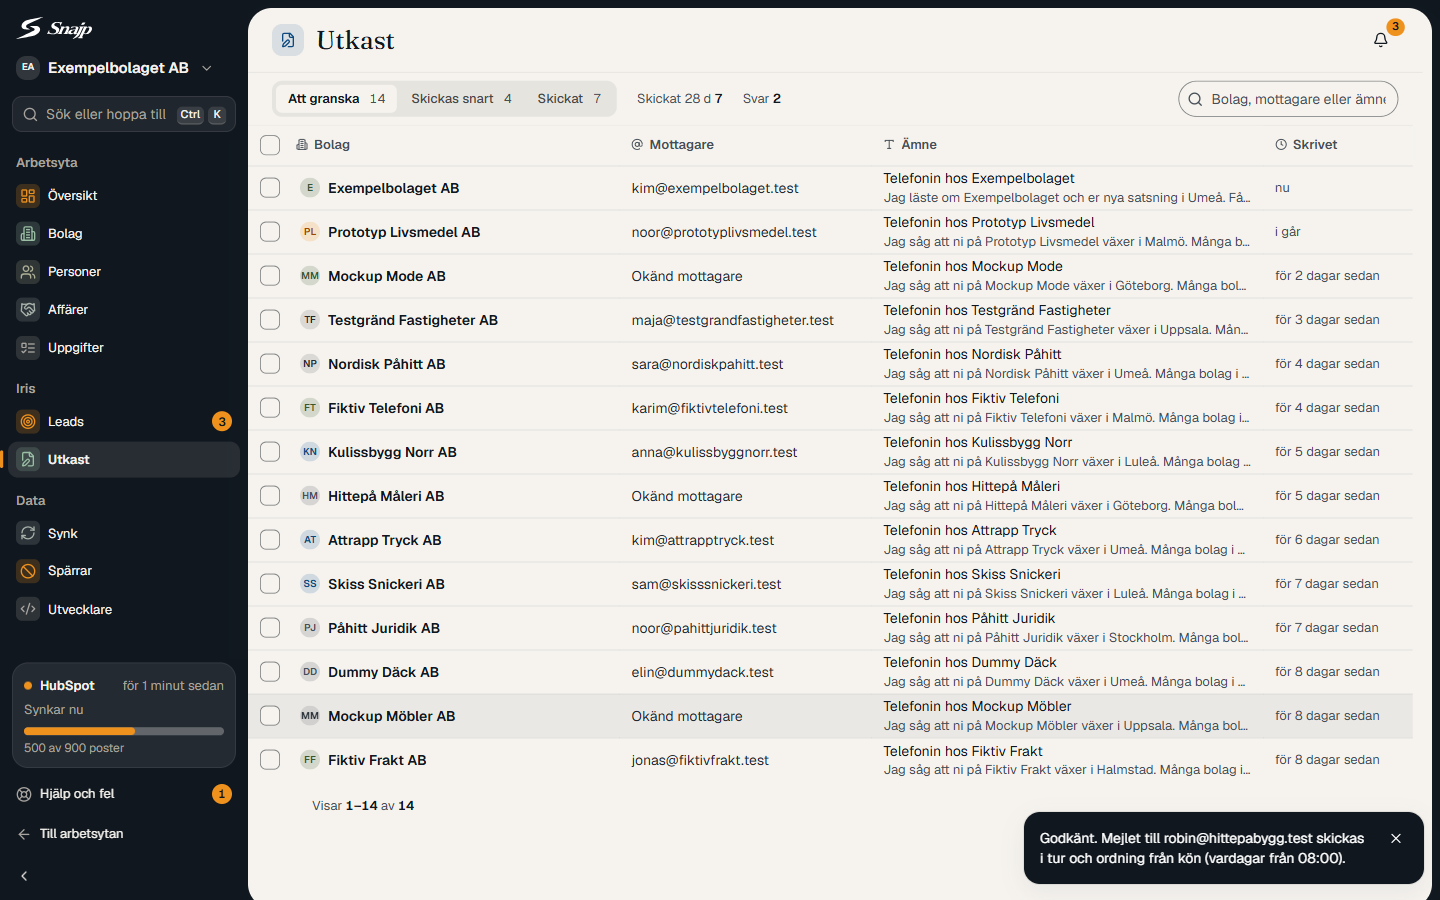 Snajp
EA Exempelbolaget AB
Sök eller hoppa till Ctrl K
Arbetsyta
Översikt
Bolag
Personer
Affärer
Uppgifter
Iris
Leads 3
Utkast
Data
Synk
Spärrar
Utvecklare
HubSpot för 1 minut sedan
Synkar nu
500 av 900 poster
Hjälp och fel 1
Till arbetsytan
Utkast
3
Att granska 14 Skickas snart 4 Skickat 7 Skickat 28 d 7 Svar 2
Bolag, mottagare eller ämne
Bolag Mottagare Ämne Skrivet
E Exempelbolaget AB kim@exempelbolaget.test Telefonin hos Exempelbolaget nu
Jag läste om Exempelbolaget och er nya satsning i Umeå. Få...
PL Prototyp Livsmedel AB noor@prototyplivsmedel.test Telefonin hos Prototyp Livsmedel i går
Jag såg att ni på Prototyp Livsmedel växer i Malmö. Många b...
MM Mockup Mode AB Okänd mottagare Telefonin hos Mockup Mode för 2 dagar sedan
Jag såg att ni på Mockup Mode växer i Göteborg. Många bol...
TF Testgränd Fastigheter AB maja@testgrandfastigheter.test Telefonin hos Testgränd Fastigheter för 3 dagar sedan
Jag såg att ni på Testgränd Fastigheter växer i Uppsala. Mån...
NP Nordisk Påhitt AB sara@nordiskpahitt.test Telefonin hos Nordisk Påhitt för 4 dagar sedan
Jag såg att ni på Nordisk Påhitt växer i Umeå. Många bolag i ...
FT Fiktiv Telefoni AB karim@fiktivtelefoni.test Telefonin hos Fiktiv Telefoni för 4 dagar sedan
Jag såg att ni på Fiktiv Telefoni växer i Malmö. Många bolag i ...
KN Kulissbygg Norr AB anna@kulissbyggnorr.test Telefonin hos Kulissbygg Norr för 5 dagar sedan
Jag såg att ni på Kulissbygg Norr växer i Luleå. Många bolag ...
HM Hittepå Måleri AB Okänd mottagare Telefonin hos Hittepå Måleri för 5 dagar sedan
Jag såg att ni på Hittepå Måleri växer i Göteborg. Många bol...
AT Attrapp Tryck AB kim@attrapptryck.test Telefonin hos Attrapp Tryck för 6 dagar sedan
Jag såg att ni på Attrapp Tryck växer i Umeå. Många bolag i ...
SS Skiss Snickeri AB sam@skisssnickeri.test Telefonin hos Skiss Snickeri för 7 dagar sedan
Jag såg att ni på Skiss Snickeri växer i Luleå. Många bolag i ...
PJ Påhitt Juridik AB noor@pahittjuridik.test Telefonin hos Påhitt Juridik för 7 dagar sedan
Jag såg att ni på Påhitt Juridik växer i Stockholm. Många bol...
DD Dummy Däck AB elin@dummydack.test Telefonin hos Dummy Däck för 8 dagar sedan
Jag såg att ni på Dummy Däck växer i Umeå. Många bolag i ...
MM Mockup Möbler AB Okänd mottagare Telefonin hos Mockup Möbler för 8 dagar sedan
Jag såg att ni på Mockup Möbler växer i Uppsala. Många bol...
FF Fiktiv Frakt AB jonas@fiktivfrakt.test Telefonin hos Fiktiv Frakt för 8 dagar sedan
Jag såg att ni på Fiktiv Frakt växer i Halmstad. Många bolag i...
Visar 1–14 av 14
Godkänt. Mejlet till robin@hittepabygg.test skickas
i tur och ordning från kön (vardagar från 08:00).